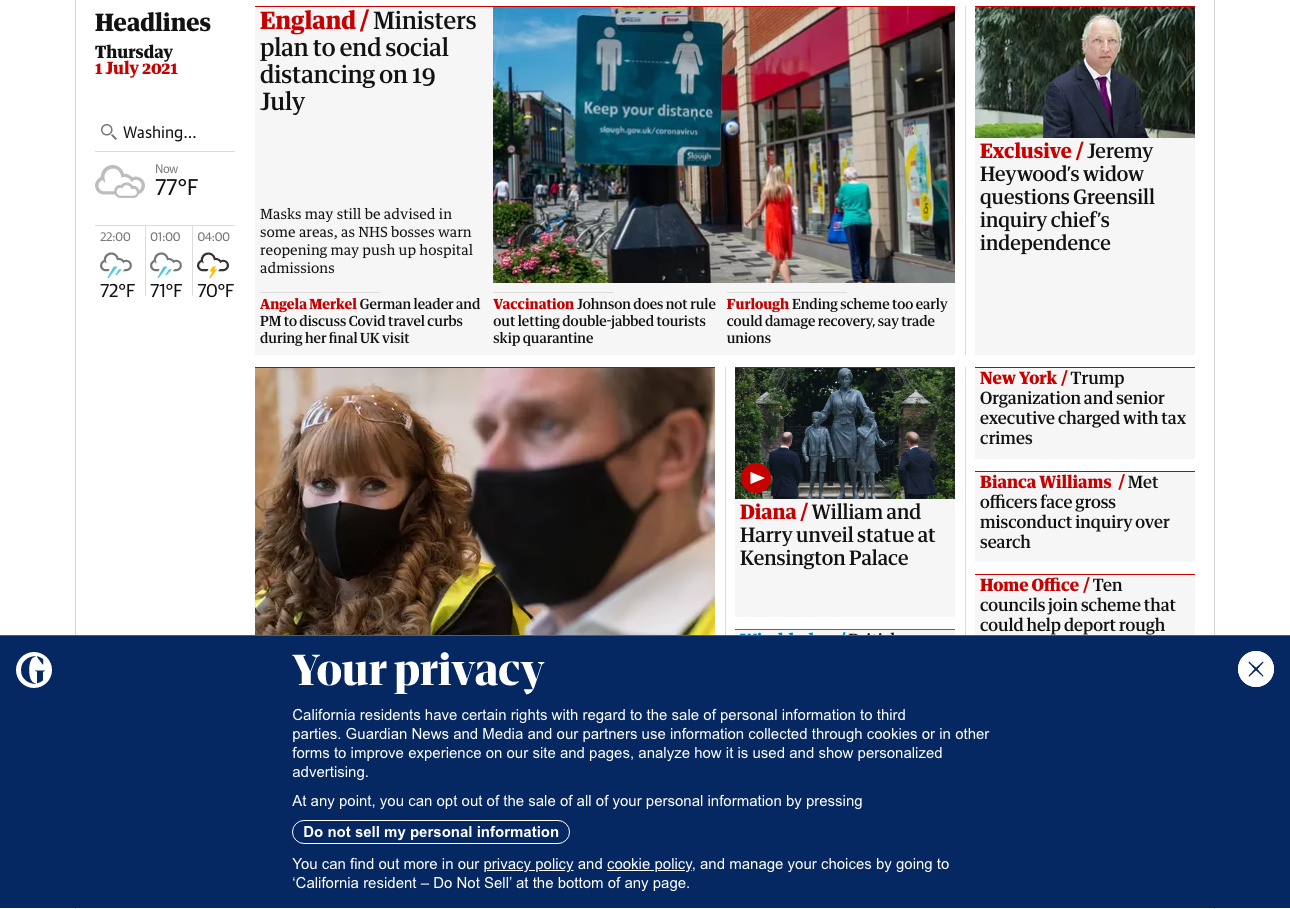 Headlines
Thursday
1 July 2021
Washing...
Now
77°F
22:00
01:00
04:00
72°F
71°F
70°F
England / Ministers
plan to end social
distancing on 19
July
Masks may still be advised in
some areas, as NHS bosses warn
reopening may push up hospital
admissions
Keep your distance
slough.gov.uk/coronavirus
Slough
Angela Merkel German leader and
PM to discuss Covid travel curbs
during her final UK visit
Vaccination Johnson does not rule
out letting double-jabbed tourists
skip quarantine
Furlough Ending scheme too early
could damage recovery, say trade
unions
Exclusive / Jeremy
Heywood's widow
questions Greensill
inquiry chief's
independence
Diana / William and
Harry unveil statue at
Kensington Palace
New York / Trump
Organization and senior
executive charged with tax
crimes
Bianca Williams / Met
officers face gross
misconduct inquiry over
search
Home Office / Ten
councils join scheme that
could help deport rough
Your privacy
California residents have certain rights with regard to the sale of personal information to third
parties. Guardian News and Media and our partners use information collected through cookies or in other
forms to improve experience on our site and pages, analyze how it is used and show personalized
advertising.
At any point, you can opt out of the sale of all of your personal information by pressing
Do not sell my personal information
You can find out more in our privacy policy and cookie policy, and manage your choices by going to
‘California resident – Do Not Sell’ at the bottom of any page.